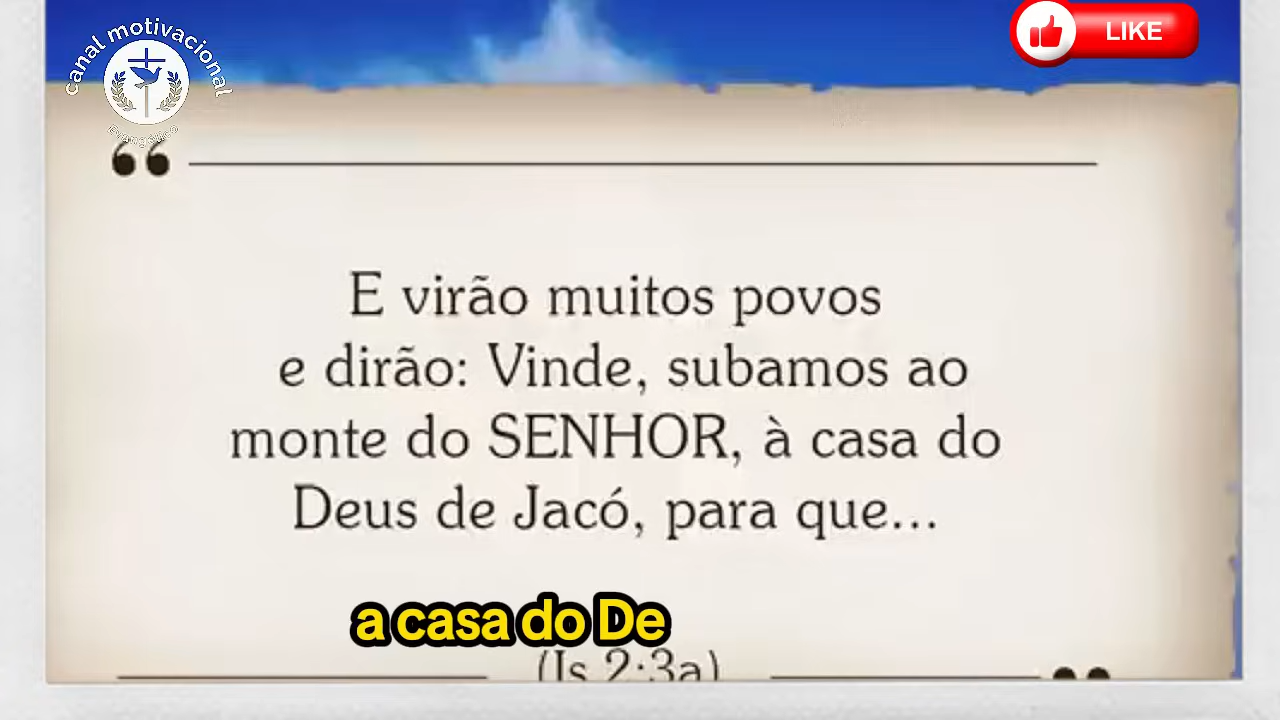 canal motivacional
LIKE
E virão muitos povos
e dirão: Vinde, subamos ao
monte do SENHOR, à casa do
Deus de Jacó, para que...
a casa do De
(Is 2:3a)